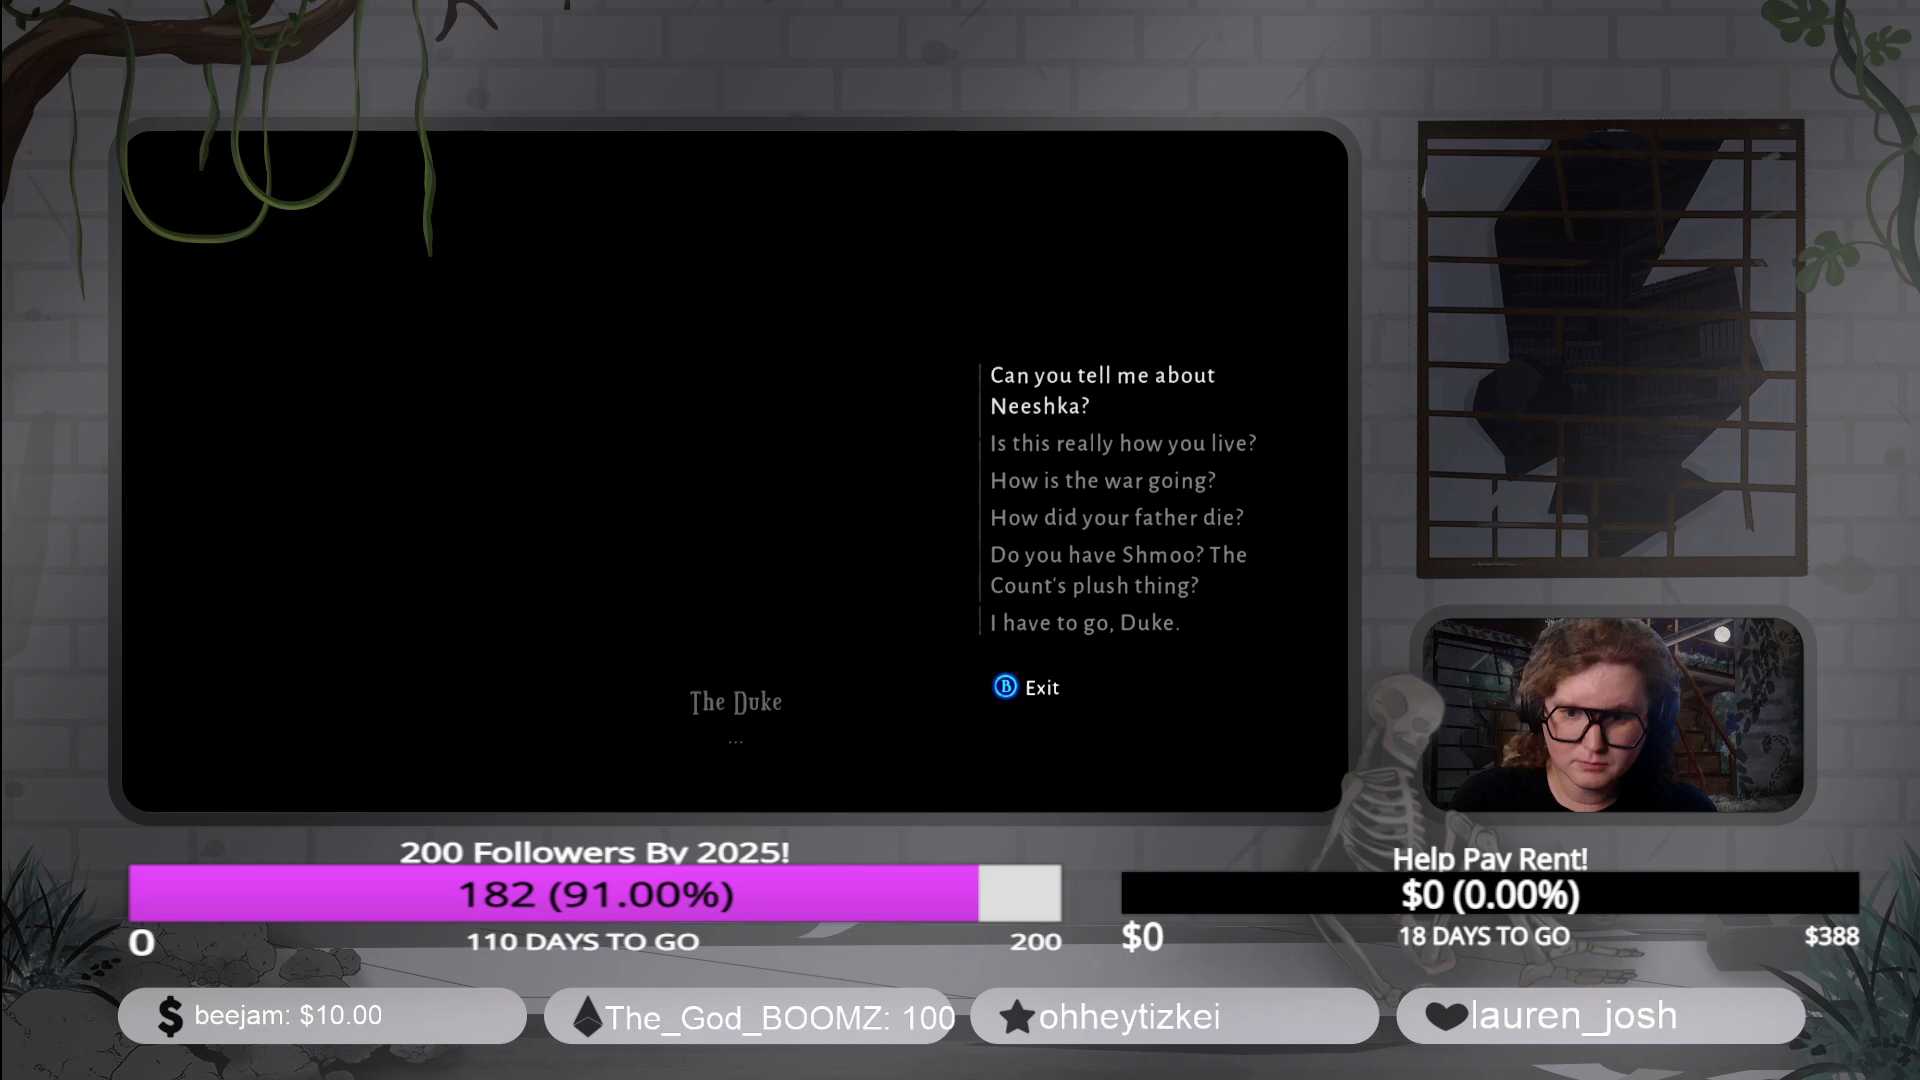 Can you tell me about
Neeshka?
Is this really how you live?
How is the war going?
How did your father die?
Do you have Shmoo? The
Count's plush thing?
I have to go, Duke.
B Exit
The Duke
...
200 Followers By 2025!
182 (91.00%)
0
110 DAYS TO GO
200
Help Pay Rent!
$0 (0.00%)
$0
18 DAYS TO GO
$388
$ beejam: $10.00
The_God_BOOMZ: 100
ohheytizkei
lauren_josh